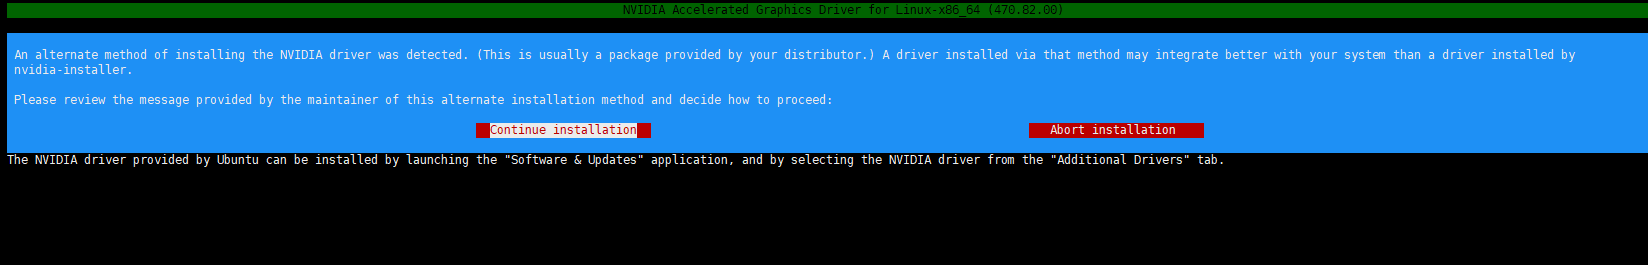 NVIDIA Accelerated Graphics Driver for Linux-x86_64 (470.82.00)
An alternate method of installing the NVIDIA driver was detected. (This is usually a package provided by your distributor.) A driver installed via that method may integrate better with your system than a driver installed by
nvidia-installer.
Please review the message provided by the maintainer of this alternate installation method and decide how to proceed:
Continue installation Abort installation
The NVIDIA driver provided by Ubuntu can be installed by launching the "Software & Updates" application, and by selecting the NVIDIA driver from the "Additional Drivers" tab.